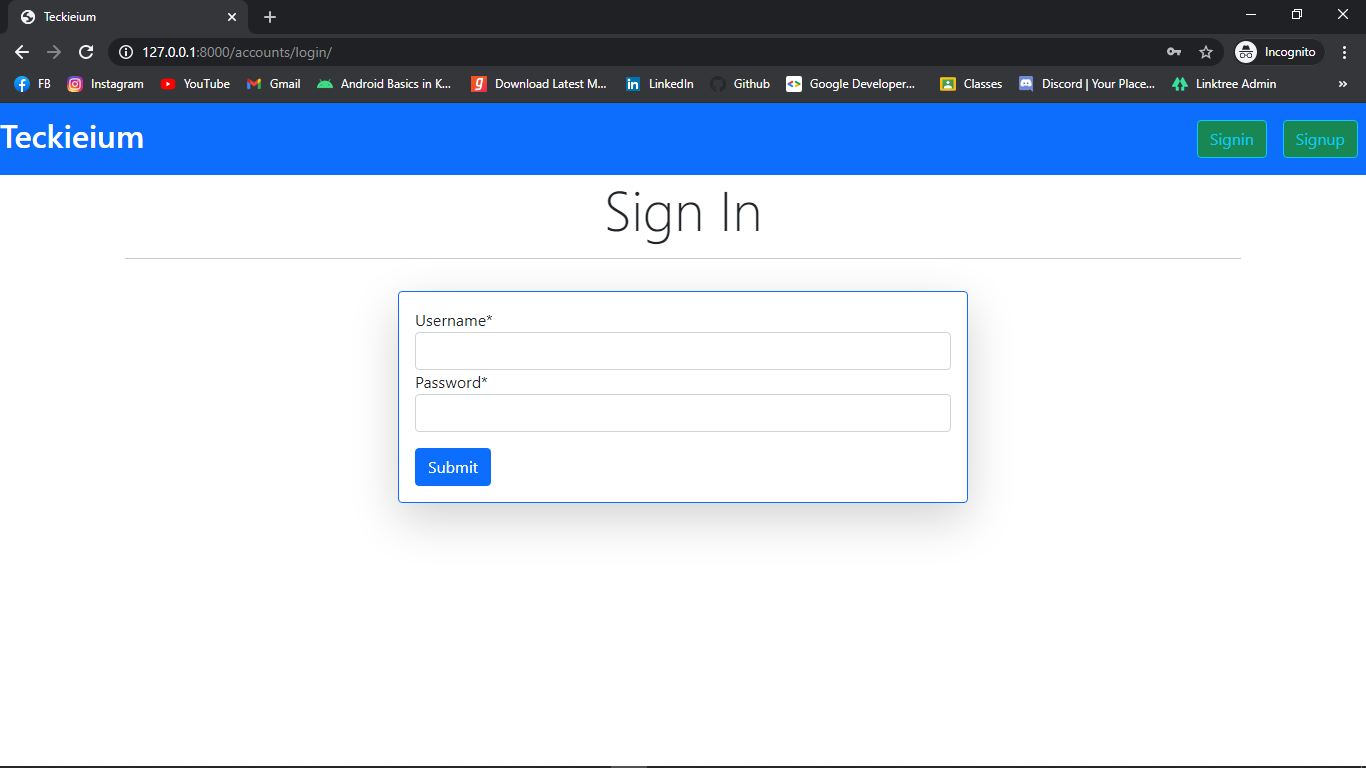 Teckieium
127.0.0.1:8000/accounts/login/
Incognito
FB Instagram YouTube Gmail Android Basics in K... Download Latest M... LinkedIn Github Google Developer... Classes Discord | Your Place... Linktree Admin »
Teckieium Signin Signup
Sign In
Username*
Password*
Submit